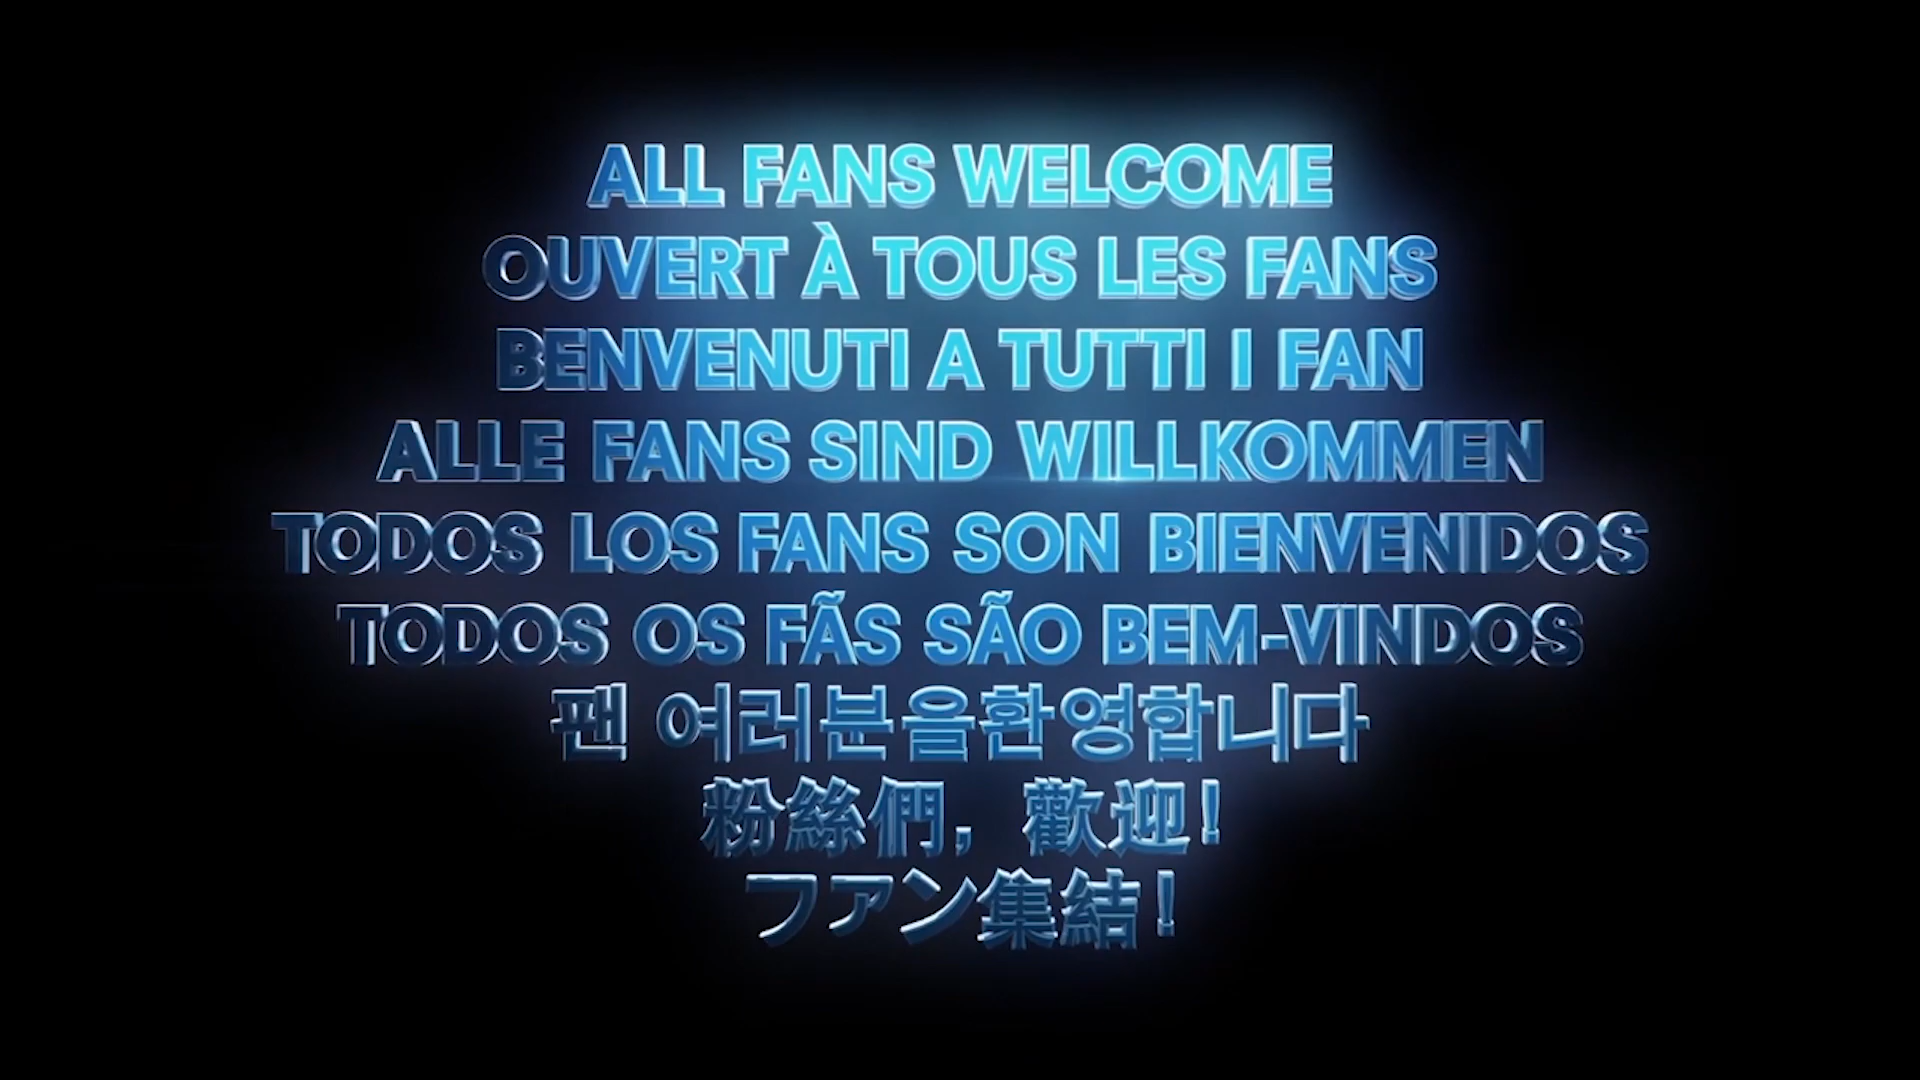 ALL FANS WELCOME
OUVERT À TOUS LES FANS
BENVENUTI A TUTTI I FAN
ALLE FANS SIND WILLKOMMEN
TODOS LOS FANS SON BIENVENIDOS
TODOS OS FÃS SÃO BEM-VINDOS
팬 여러분을환영합니다
粉絲們，歡迎！
ファン集結！